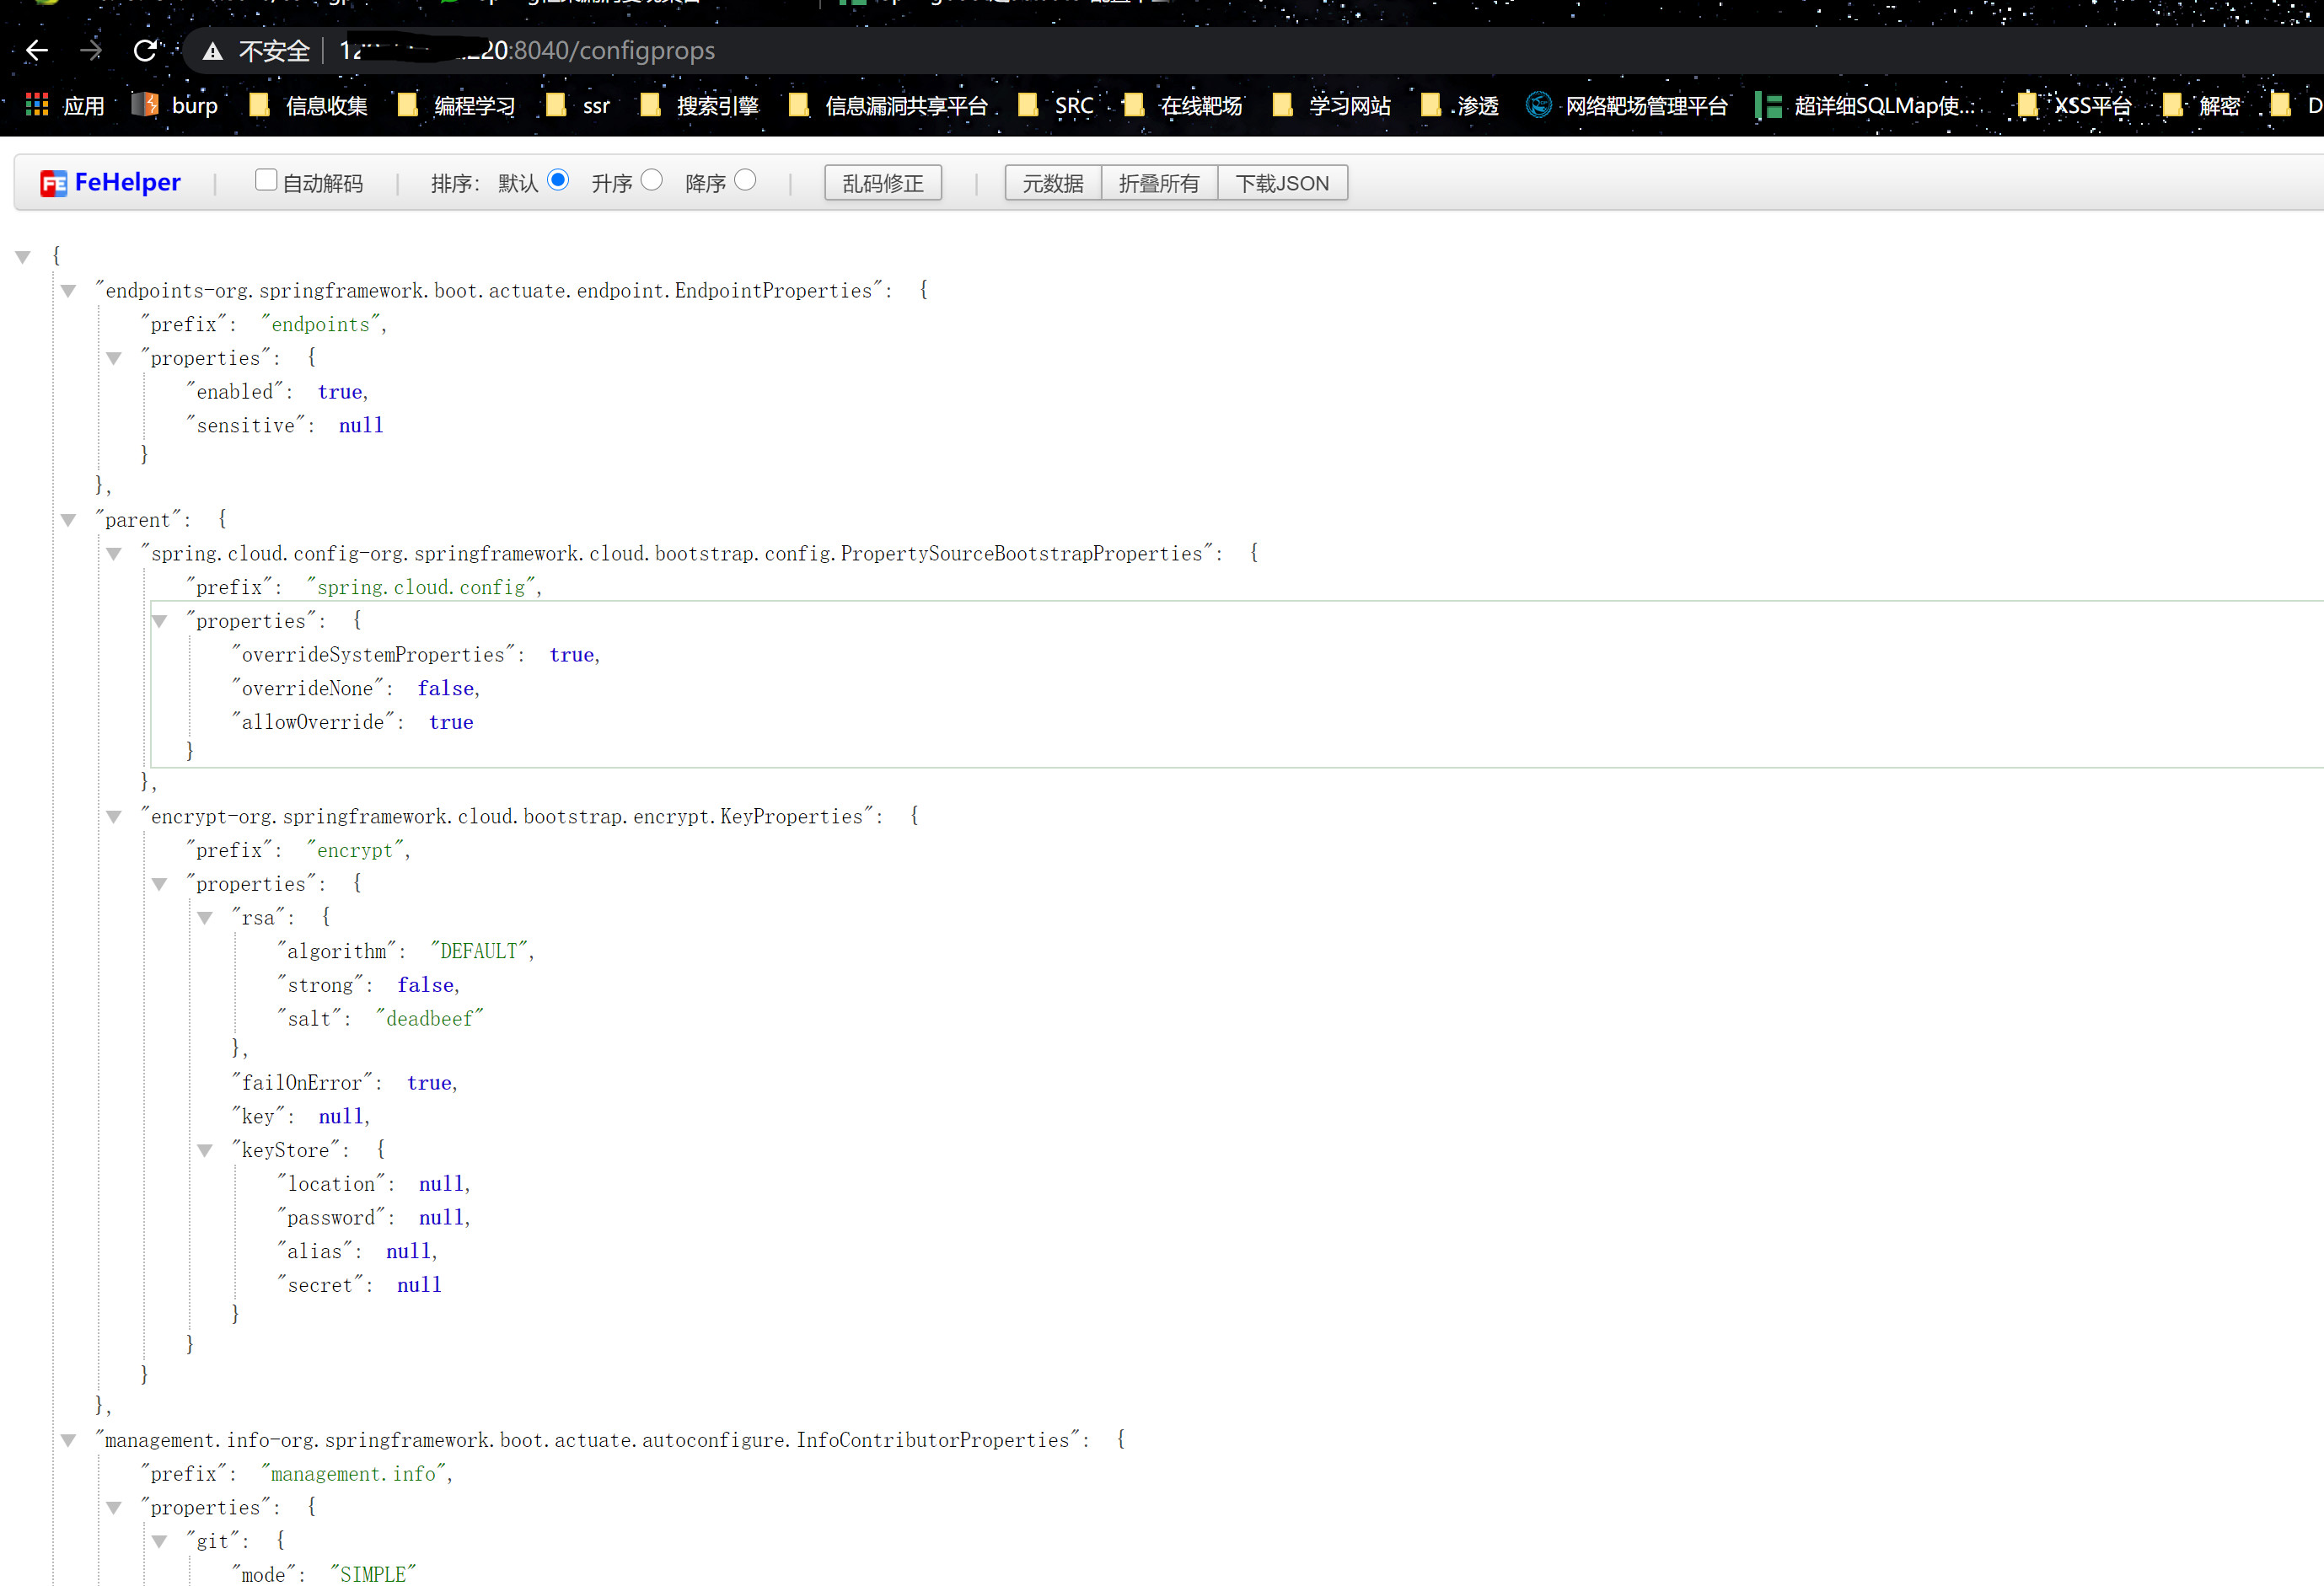 不安全 :8040/configprops
应用 burp 信息收集 编程学习 ssr 搜索引擎 信息漏洞共享平台 SRC 在线靶场 学习网站 渗透 网络靶场管理平台 超详细SQLMap使... XSS平台 解密 D
FeHelper 自动解码 排序: 默认 升序 降序 乱码修正 元数据 折叠所有 下载JSON
{
"endpoints-org.springframework.boot.actuate.endpoint.EndpointProperties": {
"prefix": "endpoints",
"properties": {
"enabled": true,
"sensitive": null
}
},
"parent": {
"spring.cloud.config-org.springframework.cloud.bootstrap.config.PropertySourceBootstrapProperties": {
"prefix": "spring.cloud.config",
"properties": {
"overrideSystemProperties": true,
"overrideNone": false,
"allowOverride": true
}
},
"encrypt-org.springframework.cloud.bootstrap.encrypt.KeyProperties": {
"prefix": "encrypt",
"properties": {
"rsa": {
"algorithm": "DEFAULT",
"strong": false,
"salt": "deadbeef"
},
"failOnError": true,
"key": null,
"keyStore": {
"location": null,
"password": null,
"alias": null,
"secret": null
}
}
}
},
"management.info-org.springframework.boot.actuate.autoconfigure.InfoContributorProperties": {
"prefix": "management.info",
"properties": {
"git": {
"mode": "SIMPLE"